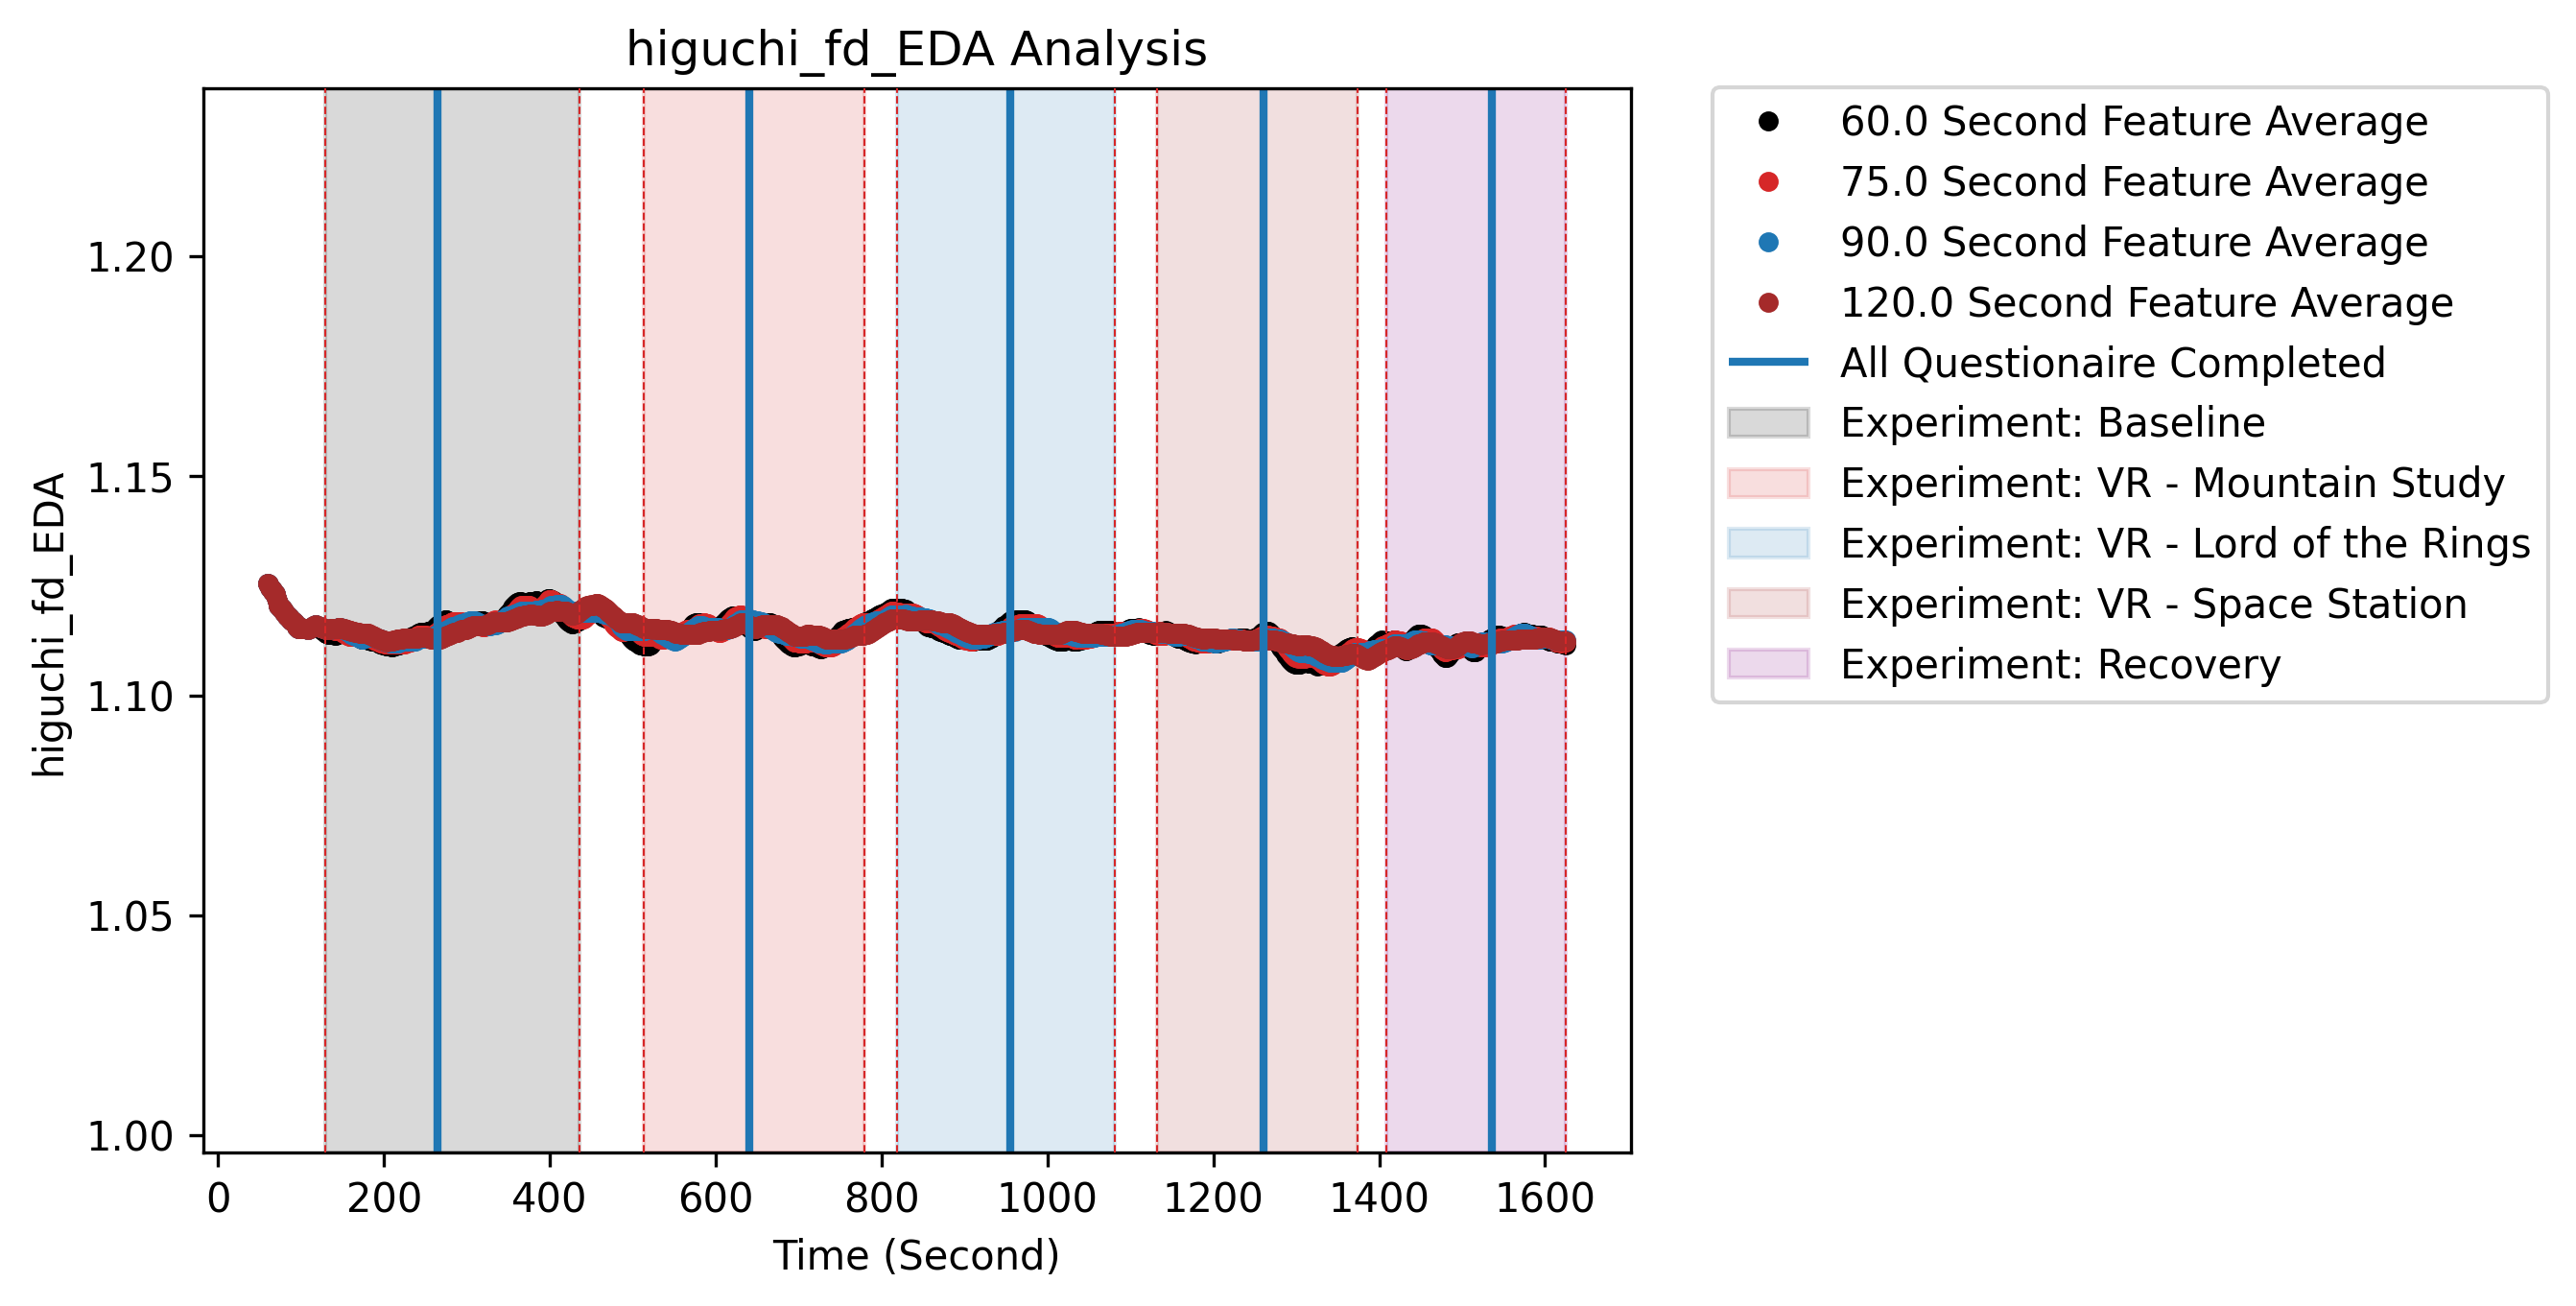 higuchi_fd_EDA Analysis
higuchi_fd_EDA
1.20
1.15
1.10
1.05
1.00
0 200 400 600 800 1000 1200 1400 1600
Time (Second)
60.0 Second Feature Average
75.0 Second Feature Average
90.0 Second Feature Average
120.0 Second Feature Average
All Questionaire Completed
Experiment: Baseline
Experiment: VR - Mountain Study
Experiment: VR - Lord of the Rings
Experiment: VR - Space Station
Experiment: Recovery